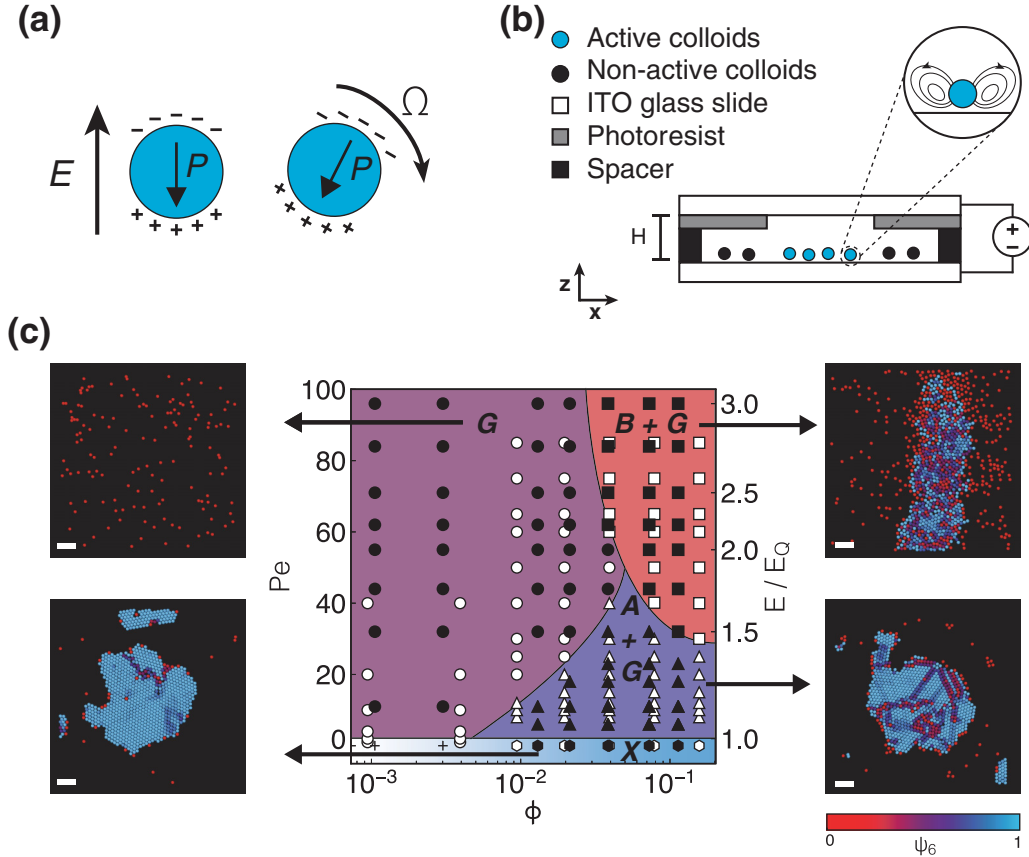 (a)
E
P
P
Ω
(b)
Active colloids
Non-active colloids
ITO glass slide
Photoresist
Spacer
H
z
x
(c)
Pe
100
80
60
40
20
0
G
B + G
A
+
G
X
3.0
2.5
2.0
1.5
1.0
E / E_Q
10⁻³
10⁻²
10⁻¹
ϕ
0
1
ψ₆